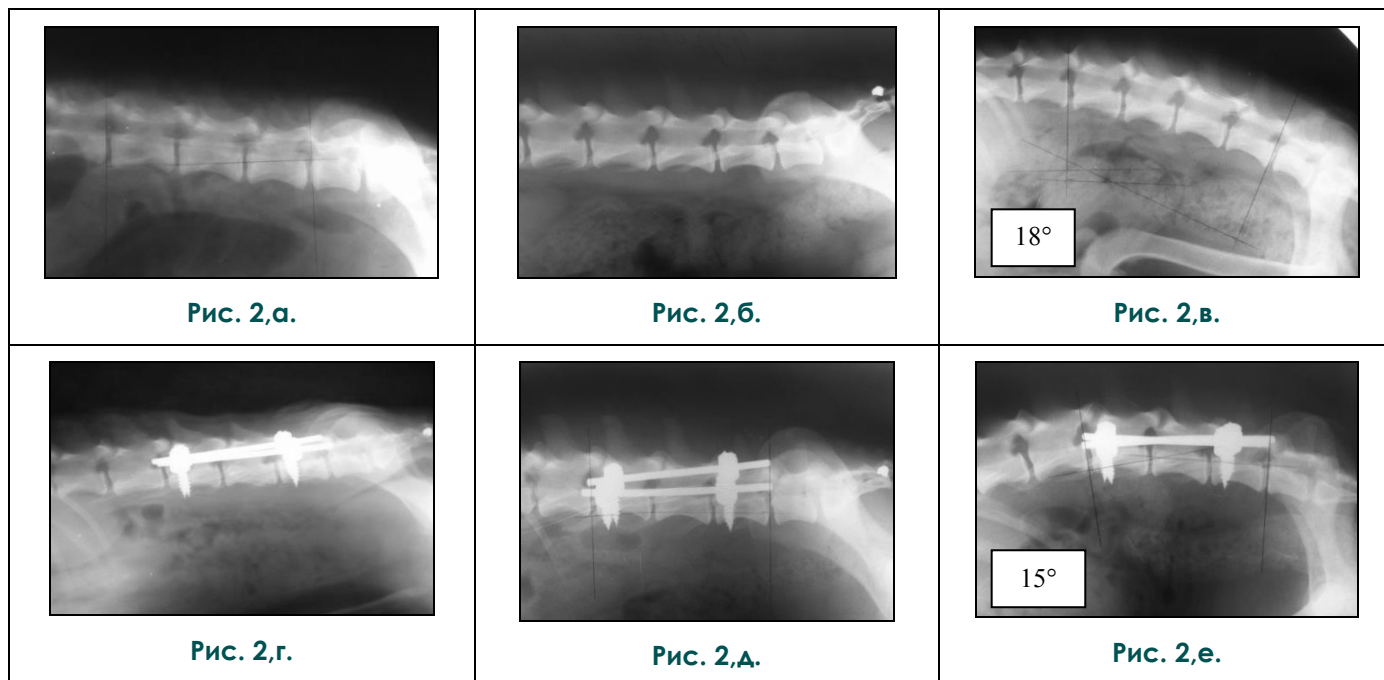 Рис. 2,а.
Рис. 2,б.
18°
Рис. 2,в.
Рис. 2,г.
Рис. 2,д.
15°
Рис. 2,е.